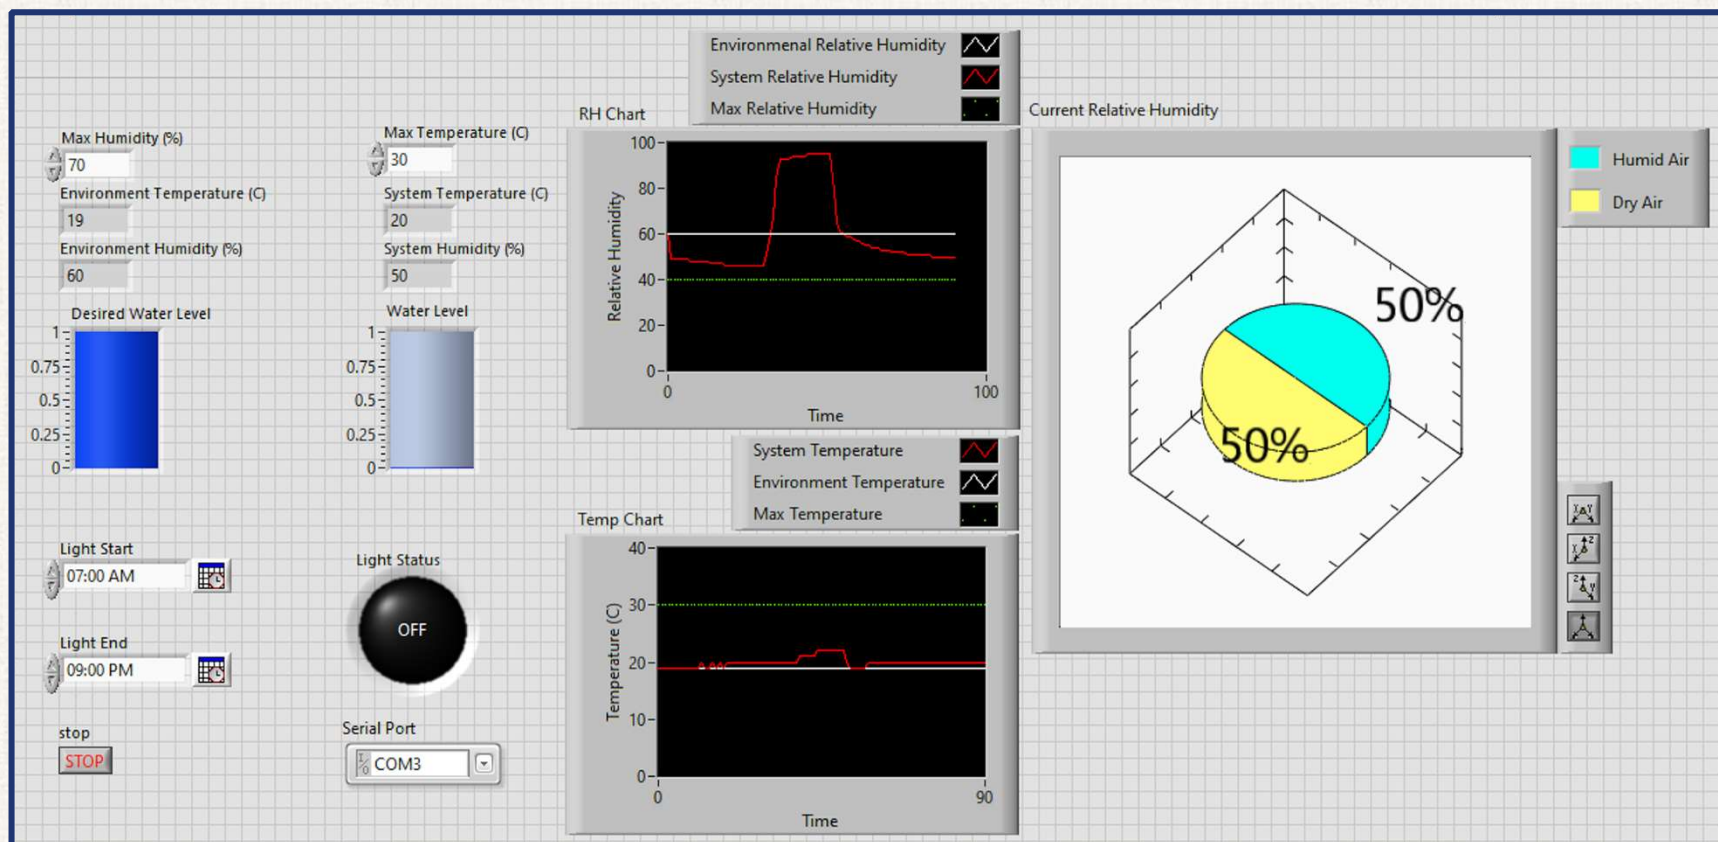 Environmenal Relative Humidity
System Relative Humidity
Max Relative Humidity
Max Humidity (%)
70
Environment Temperature (C)
19
Environment Humidity (%)
60
Max Temperature (C)
30
System Temperature (C)
20
System Humidity (%)
50
Desired Water Level
1
0.75
0.5
0.25
0
Water Level
1
0.75
0.5
0.25
0
Light Start
07:00 AM
Light End
09:00 PM
stop
STOP
Light Status
OFF
Serial Port
I/O
COM3
RH Chart
Relative Humidity
100
80
60
40
20
0
0
100
Time
System Temperature
Environment Temperature
Max Temperature
Temp Chart
Temperature (C)
40
30
20
10
0
0
90
Time
Current Relative Humidity
50%
50%
Humid Air
Dry Air